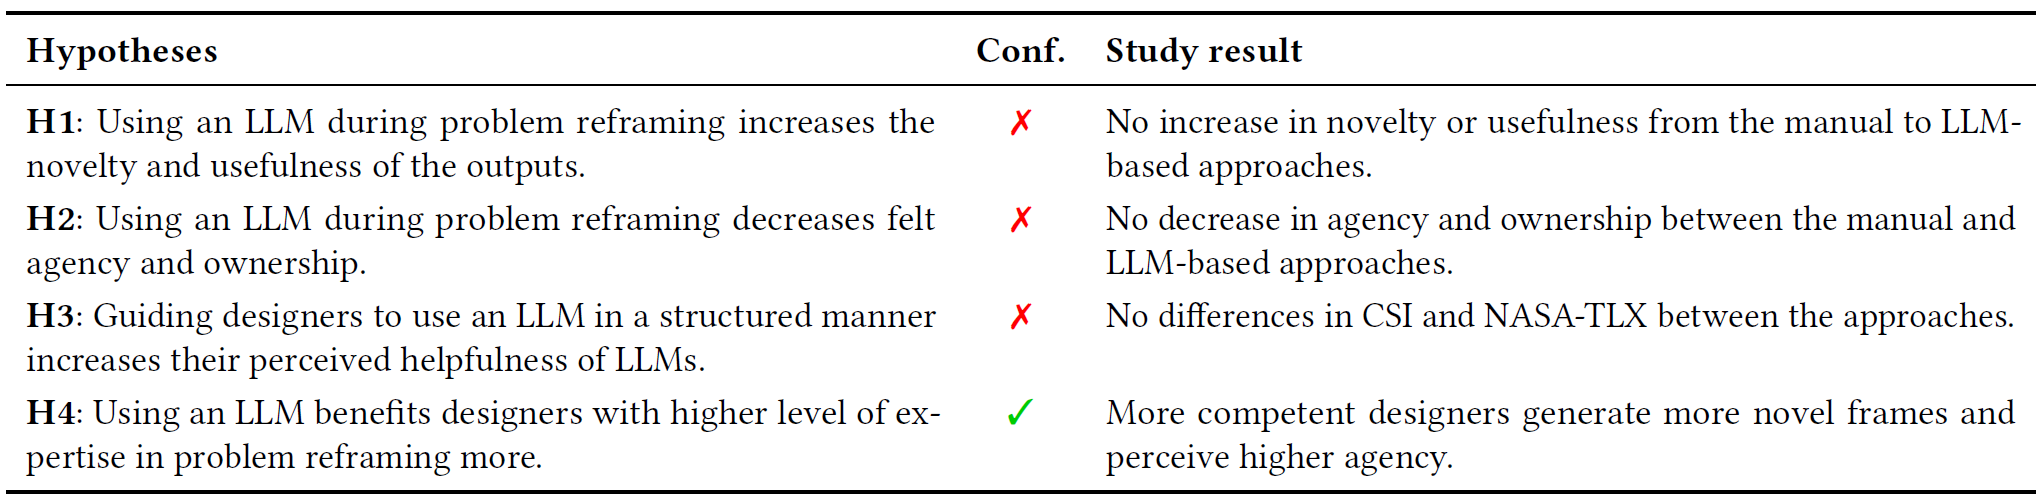 Hypotheses Conf. Study result
H1: Using an LLM during problem reframing increases the ✗ No increase in novelty or usefulness from the manual to LLM-
novelty and usefulness of the outputs. based approaches.
H2: Using an LLM during problem reframing decreases felt ✗ No decrease in agency and ownership between the manual and
agency and ownership. LLM-based approaches.
H3: Guiding designers to use an LLM in a structured manner ✗ No differences in CSI and NASA-TLX between the approaches.
increases their perceived helpfulness of LLMs.
H4: Using an LLM benefits designers with higher level of ex- ✓ More competent designers generate more novel frames and
pertise in problem reframing more. perceive higher agency.